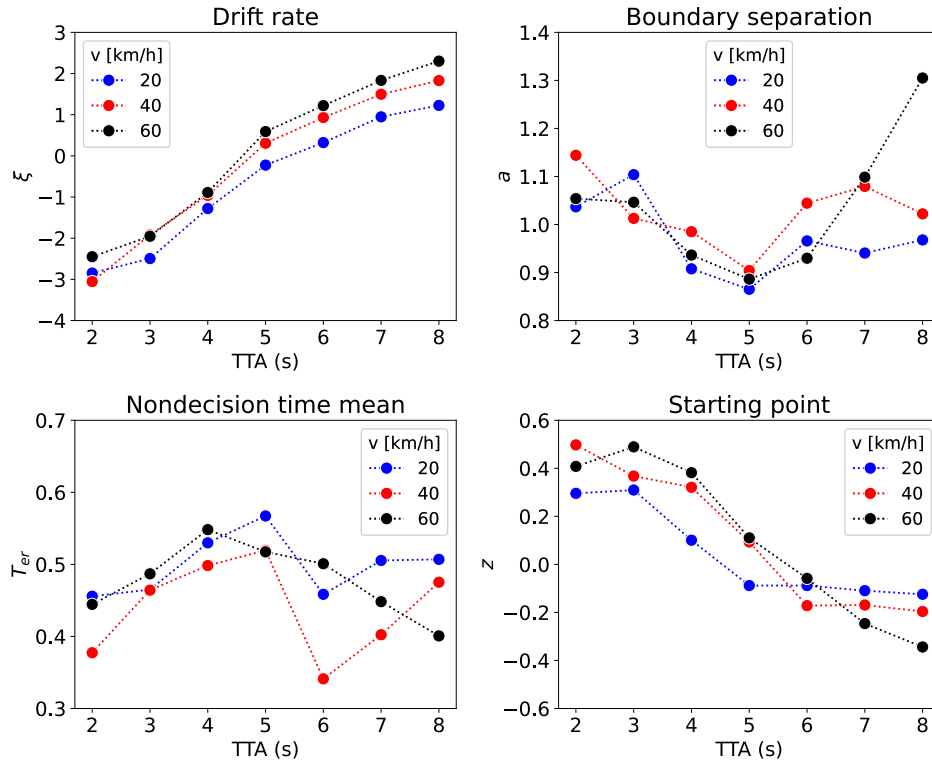 Drift rate
3
2
1
0
−1
−2
−3
−4
ξ
v [km/h]
20
40
60
2 3 4 5 6 7 8
TTA (s)
Boundary separation
1.4
1.3
1.2
1.1
1.0
0.9
0.8
a
v [km/h]
20
40
60
2 3 4 5 6 7 8
TTA (s)
Nondecision time mean
0.7
0.6
0.5
0.4
0.3
T_er
v [km/h]
20
40
60
2 3 4 5 6 7 8
TTA (s)
Starting point
0.6
0.4
0.2
0.0
−0.2
−0.4
−0.6
z
v [km/h]
20
40
60
2 3 4 5 6 7 8
TTA (s)